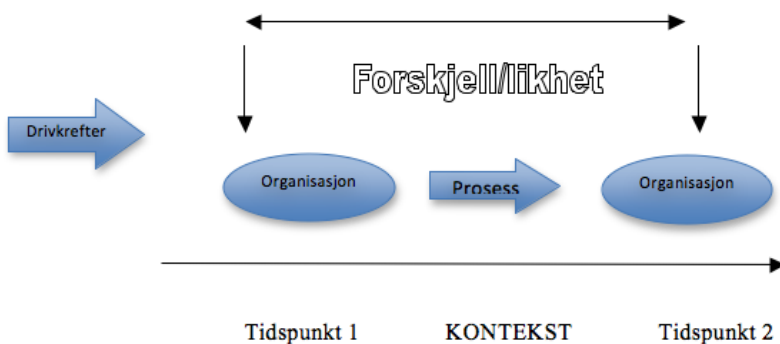 Forskjell/likhet
Drivkrefter
Organisasjon
Prosess
Organisasjon
Tidspunkt 1
KONTEKST
Tidspunkt 2